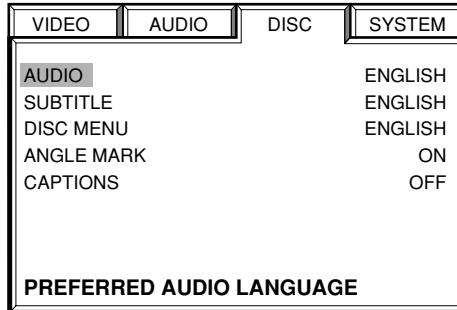 VIDEO AUDIO DISC SYSTEM
AUDIO ENGLISH
SUBTITLE ENGLISH
DISC MENU ENGLISH
ANGLE MARK ON
CAPTIONS OFF
PREFERRED AUDIO LANGUAGE